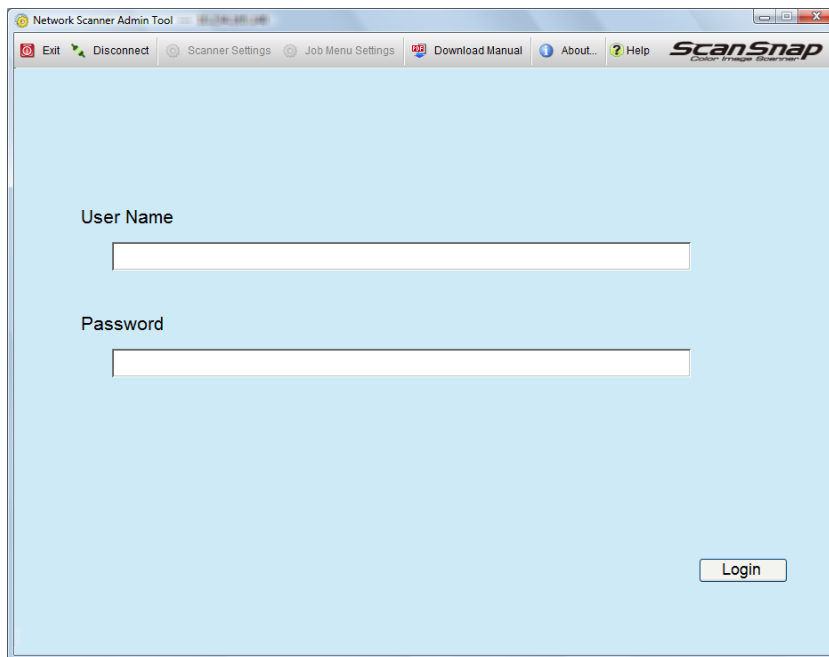 Network Scanner Admin Tool
Exit Disconnect Scanner Settings Job Menu Settings Download Manual About... Help ScanSnap
Color Image Scanner
User Name
Password
Login